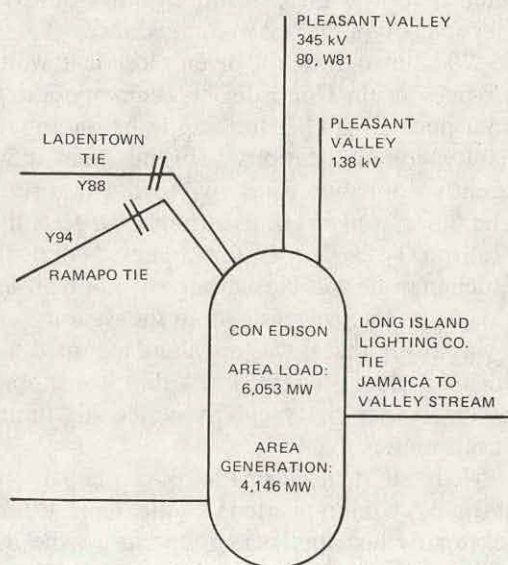 PLEASANT VALLEY
345 kV
80, W81
PLEASANT
VALLEY
138 kV
LADENTOWN
TIE
Y88
Y94
RAMAPO TIE
CON EDISON
AREA LOAD:
6,053 MW
AREA
GENERATION:
4,146 MW
LONG ISLAND
LIGHTING CO.
TIE
JAMAICA TO
VALLEY STREAM